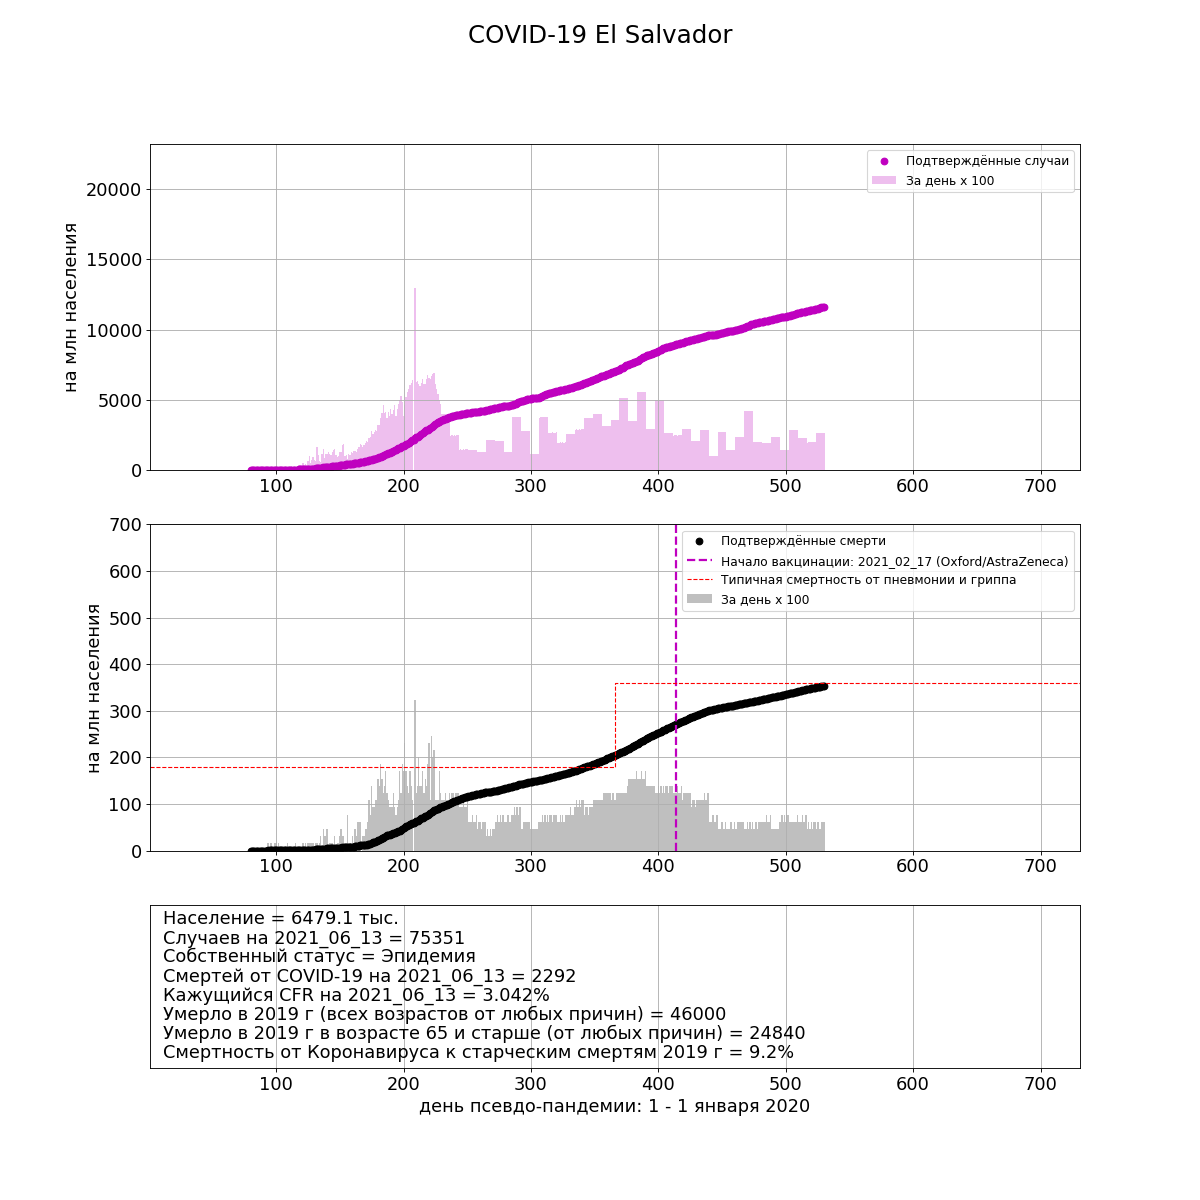 COVID-19 El Salvador
20000
15000
10000
5000
0
на млн населения
Подтверждённые случаи
За день x 100
100 200 300 400 500 600 700
700
600
500
400
300
200
100
0
на млн населения
Подтверждённые смерти
Начало вакцинации: 2021_02_17 (Oxford/AstraZeneca)
Типичная смертность от пневмонии и гриппа
За день x 100
100 200 300 400 500 600 700
Население = 6479.1 тыс.
Случаев на 2021_06_13 = 75351
Собственный статус = Эпидемия
Смертей от COVID-19 на 2021_06_13 = 2292
Кажущийся CFR на 2021_06_13 = 3.042%
Умерло в 2019 г (всех возрастов от любых причин) = 46000
Умерло в 2019 г в возрасте 65 и старше (от любых причин) = 24840
Смертность от Коронавируса к старческим смертям 2019 г = 9.2%
100 200 300 400 500 600 700
день псевдо-пандемии: 1 - 1 января 2020